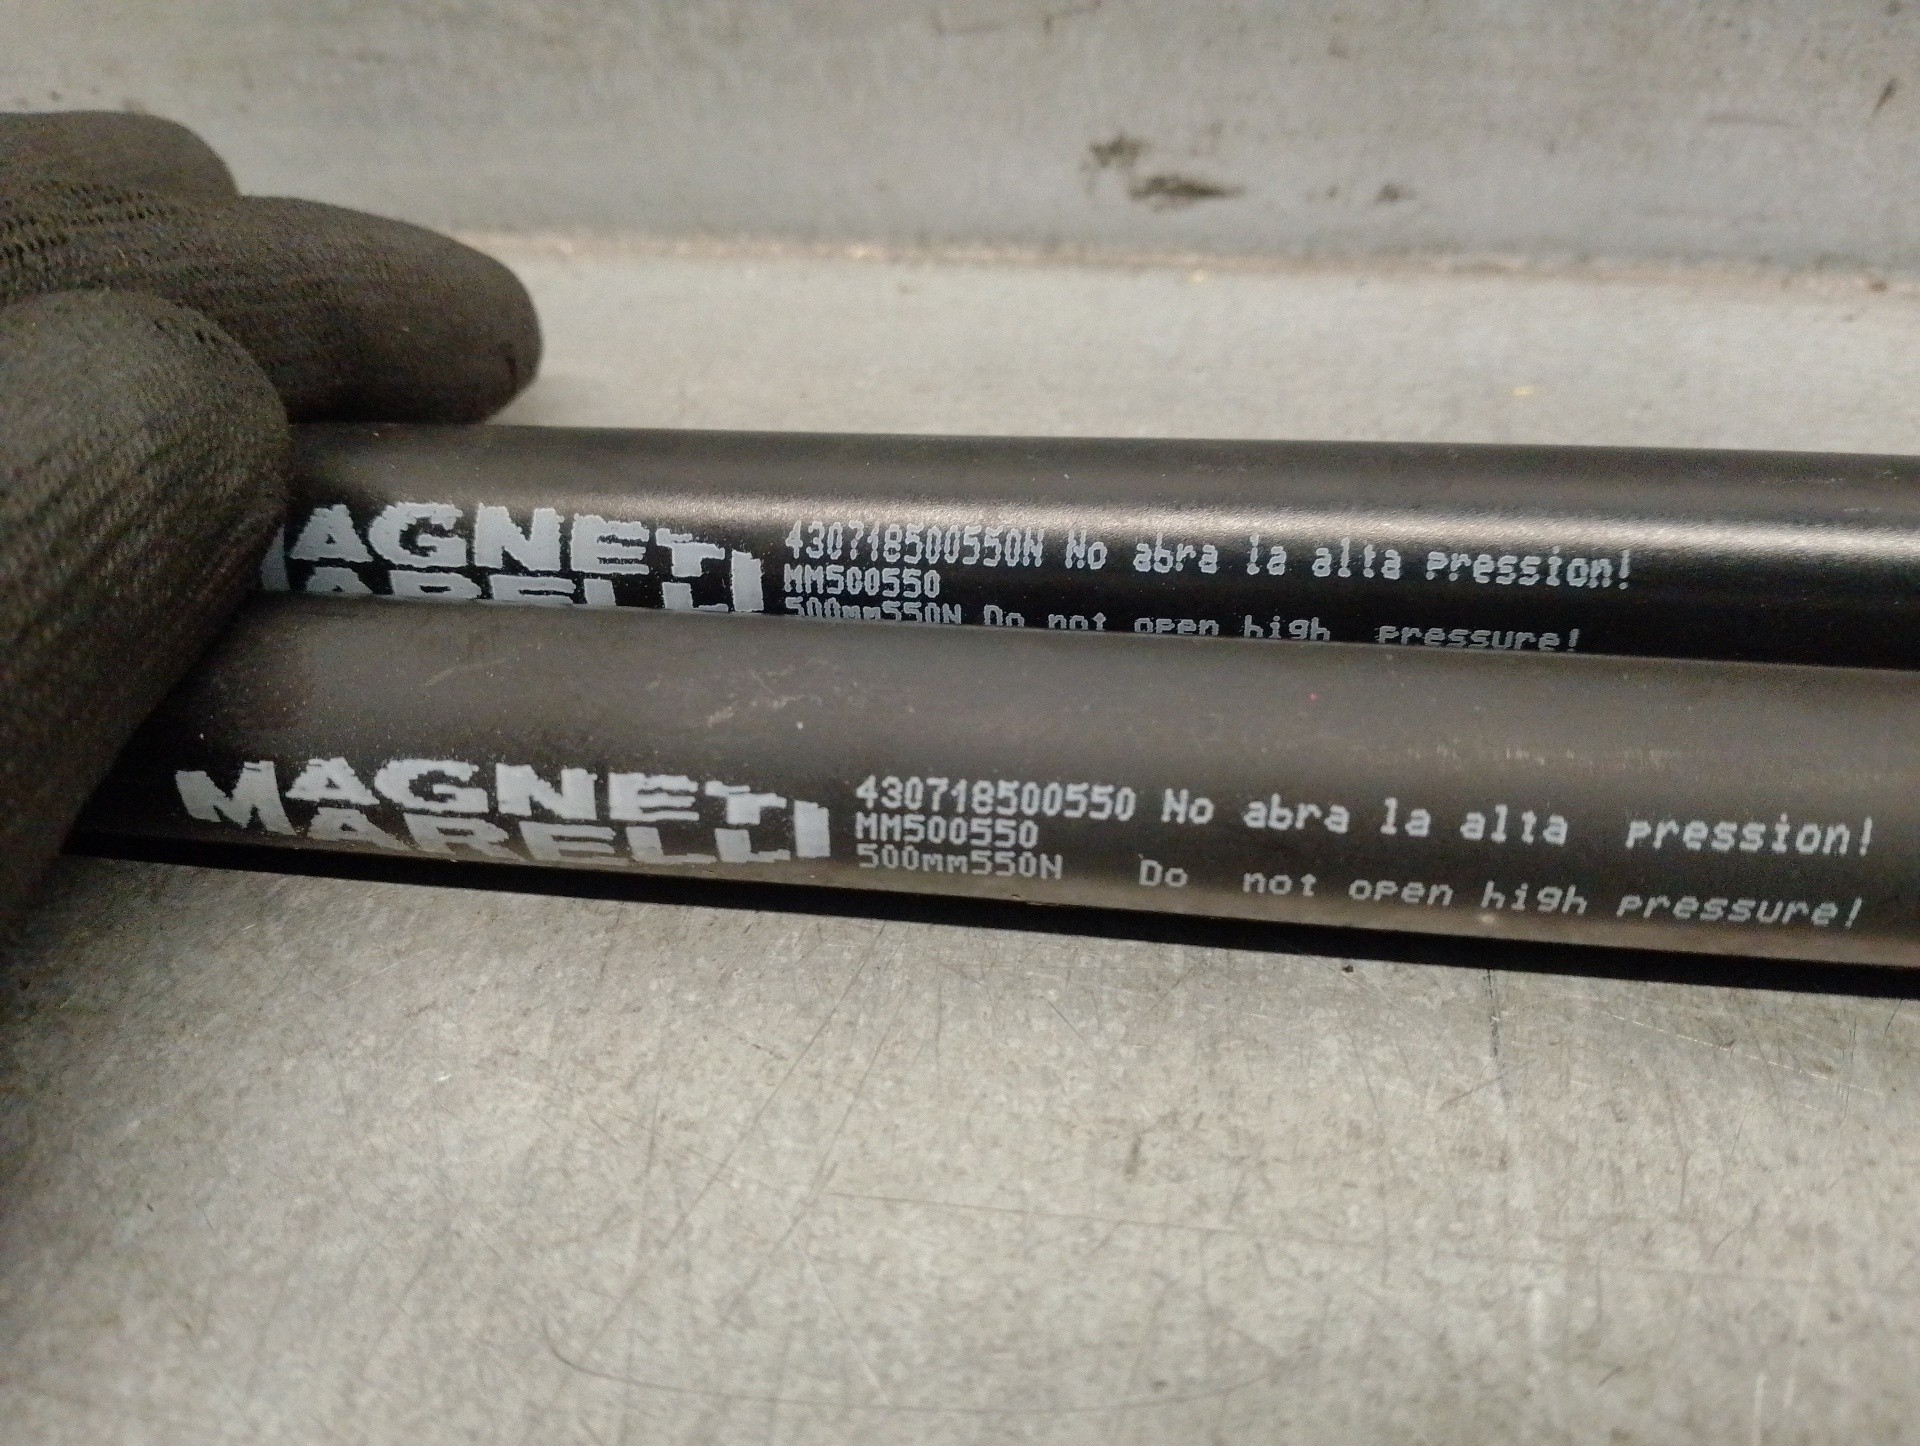 MAGNETI
MARELLI
430718500550N No abra la alta pression!
MM500550
500mm550N Do not open high pressure!
MAGNETI
MARELLI
430718500550 No abra la alta pression!
MM500550
500mm550N Do not open high pressure!